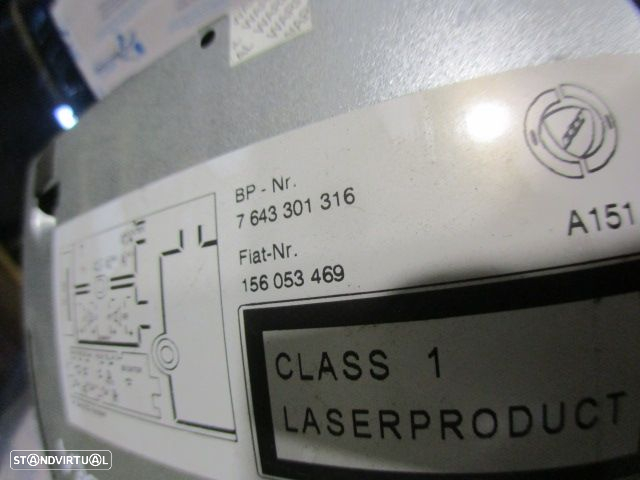 BP - Nr.
7 643 301 316
Fiat-Nr.
156 053 469
A151
CLASS 1
LASERPRODUCT
STANDVIRTUAL